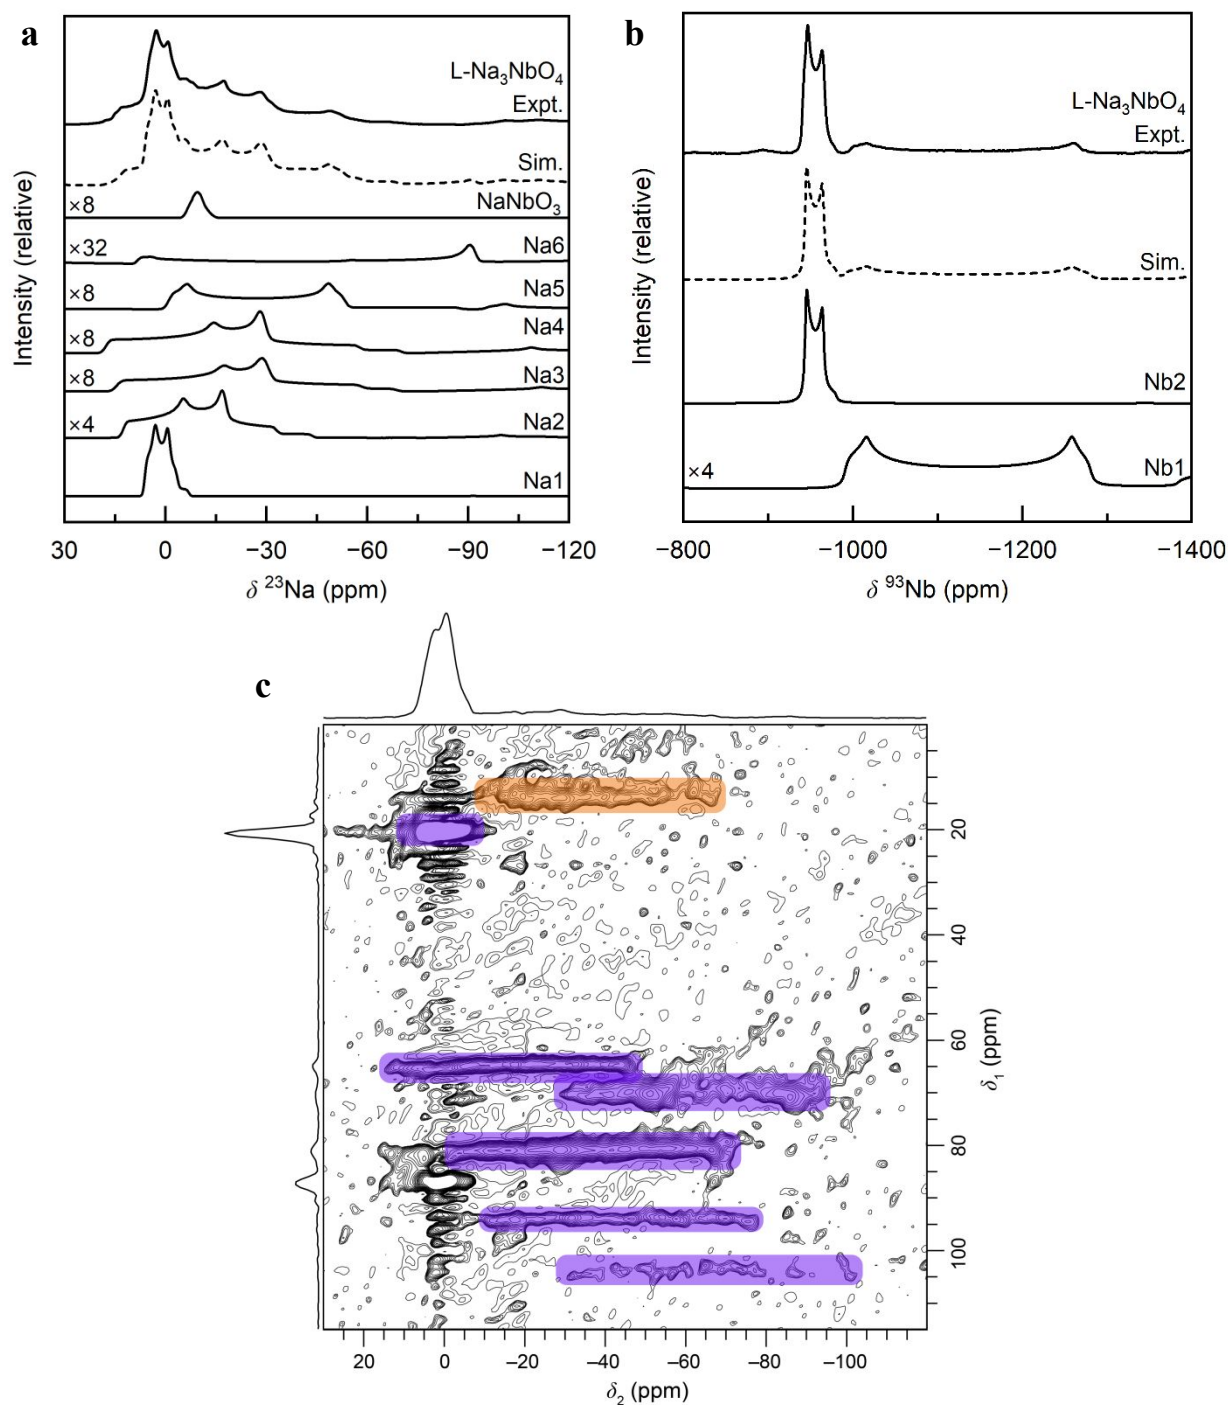 a
L-Na₃NbO₄
Expt.
Sim.
×8 NaNbO₃
×32 Na6
×8 Na5
×8 Na4
×8 Na3
×4 Na2
Na1
Intensity (relative)
30 0 −30 −60 −90 −120
δ ²³Na (ppm)
b
L-Na₃NbO₄
Expt.
Sim.
Nb2
×4 Nb1
Intensity (relative)
−800 −1000 −1200 −1400
δ ⁹³Nb (ppm)
c
20
40
60
80
100
δ₁ (ppm)
20 0 −20 −40 −60 −80 −100
δ₂ (ppm)